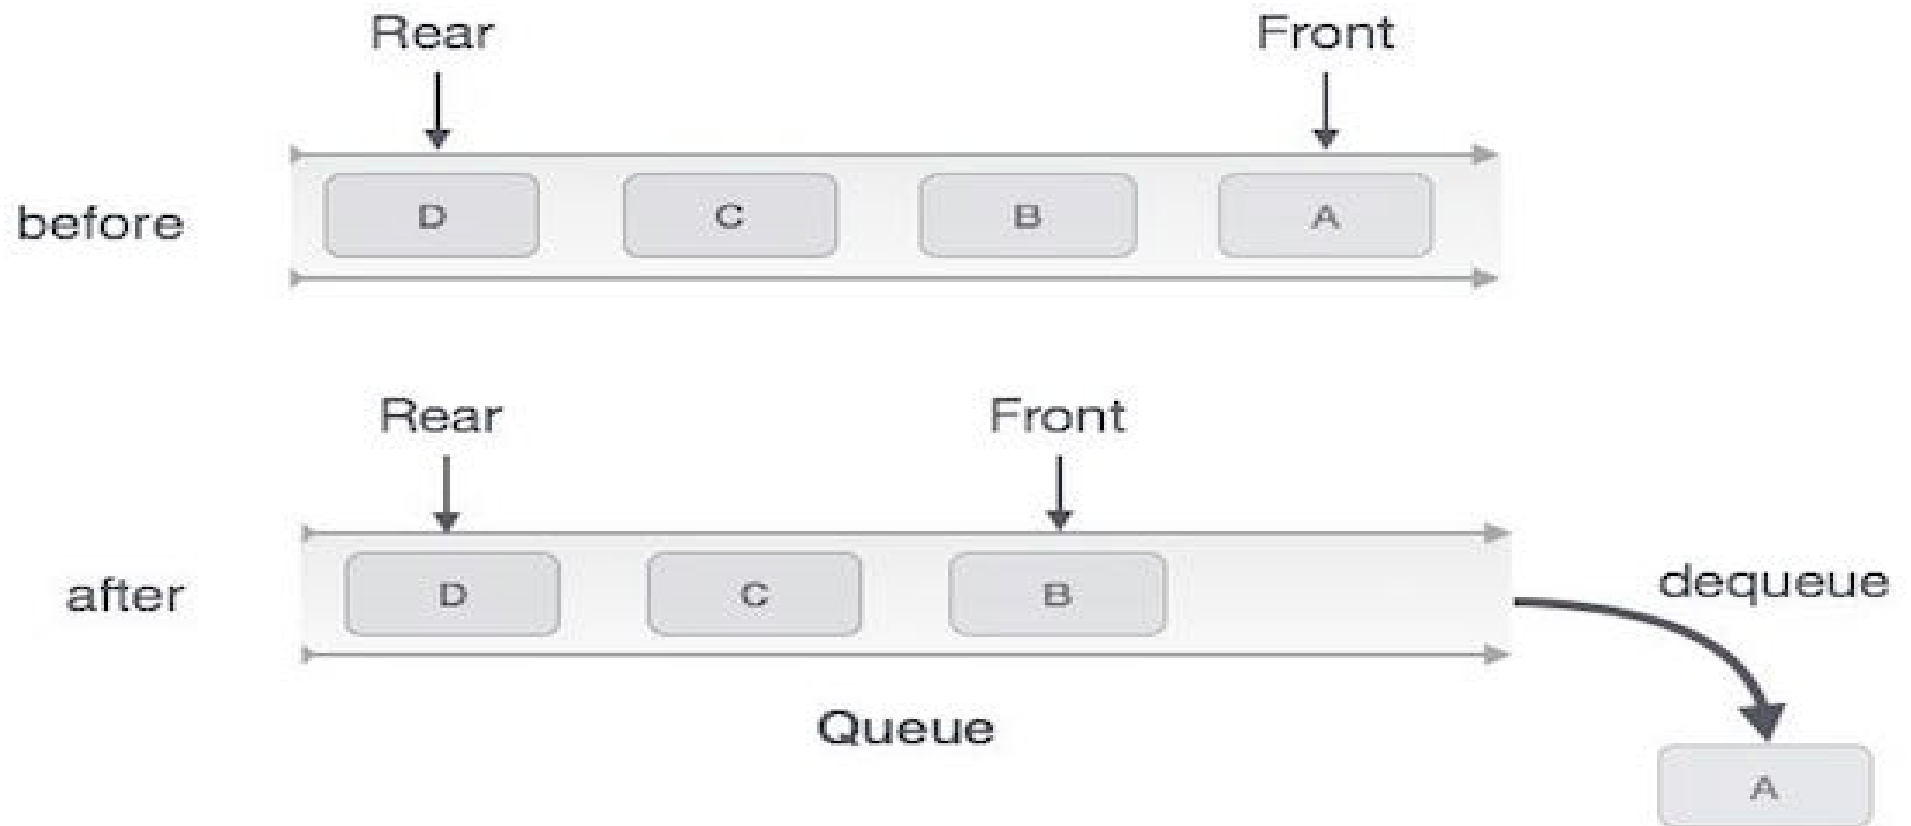 Rear Front
before D C B A
Rear Front
after D C B dequeue
Queue
A